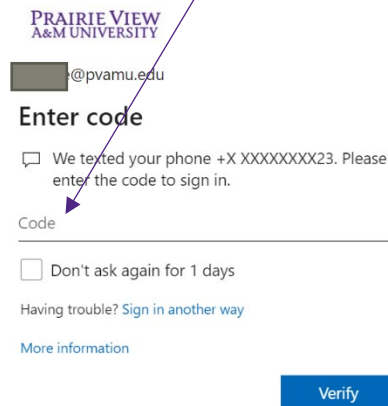 PRAIRIE VIEW
A&M UNIVERSITY
@pvamu.edu
Enter code
We texted your phone +X XXXXXXXX23. Please
enter the code to sign in.
Code
Don't ask again for 1 days
Having trouble? Sign in another way
More information
Verify